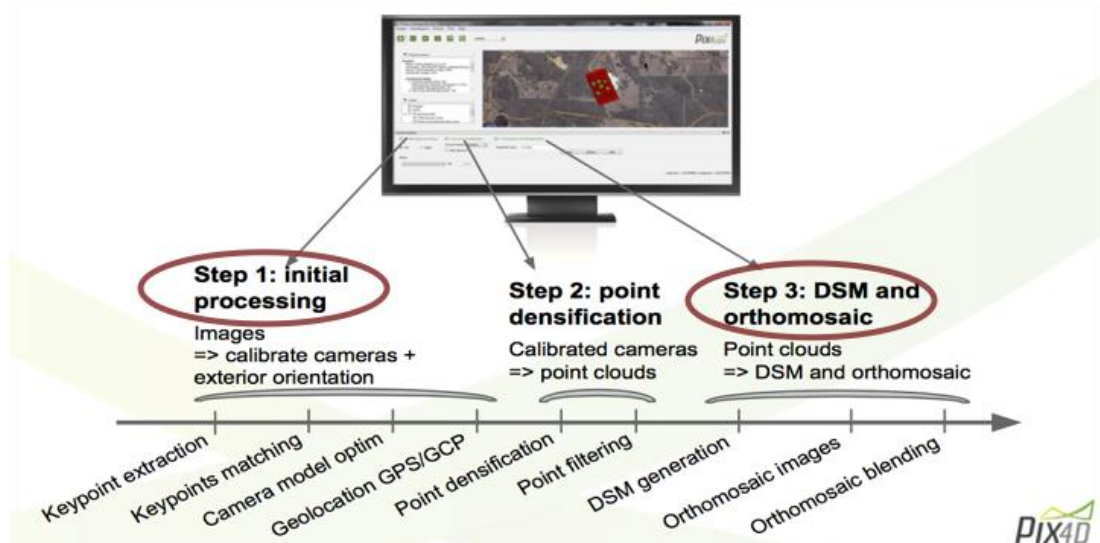 PIX4D
Step 1: initial
processing
Images
=> calibrate cameras +
exterior orientation
Step 2: point
densification
Calibrated cameras
=> point clouds
Step 3: DSM and
orthomosaic
Point clouds
=> DSM and orthomosaic
Keypoint extraction
Keypoints matching
Camera model optim
Geolocation GPS/GCP
Point densification
Point filtering
DSM generation
Orthomosaic images
Orthomosaic blending
PIX4D